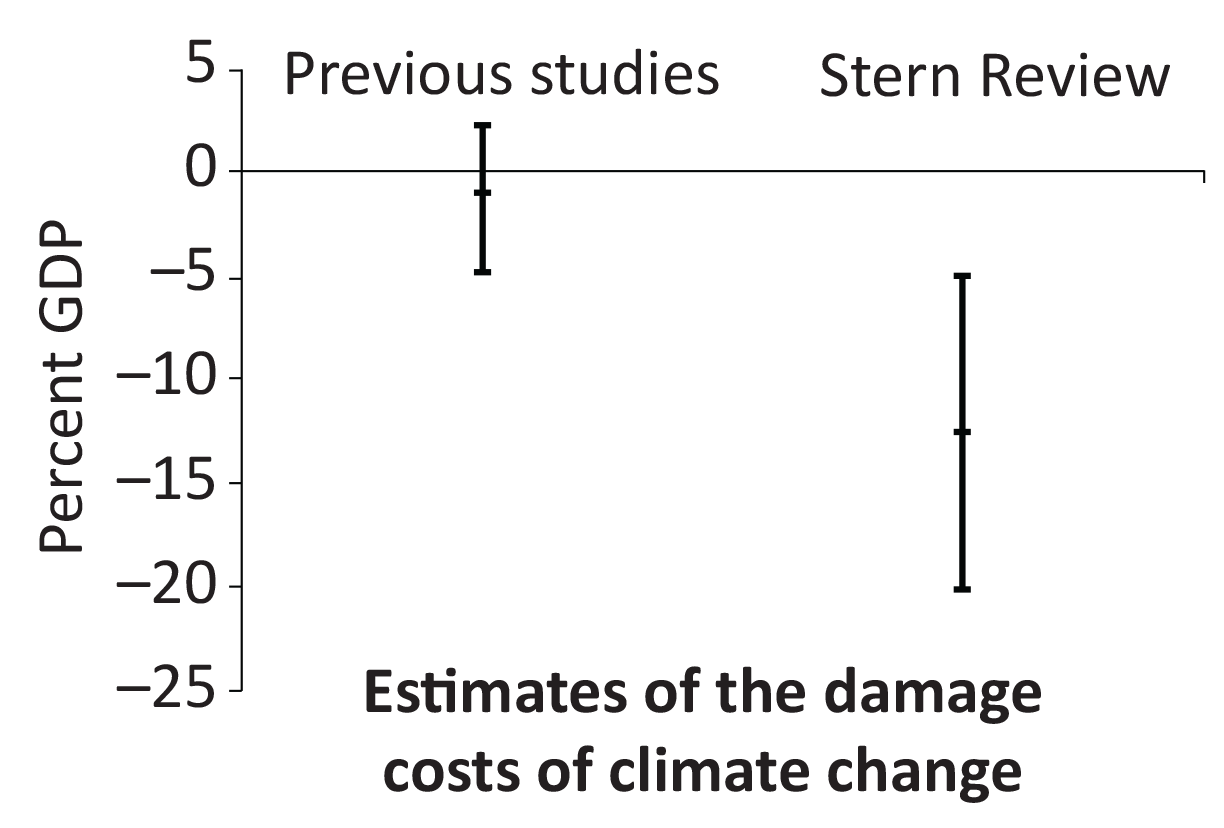 Previous studies
Stern Review
5
0
–5
–10
–15
–20
–25
Percent GDP
Estimates of the damage
costs of climate change